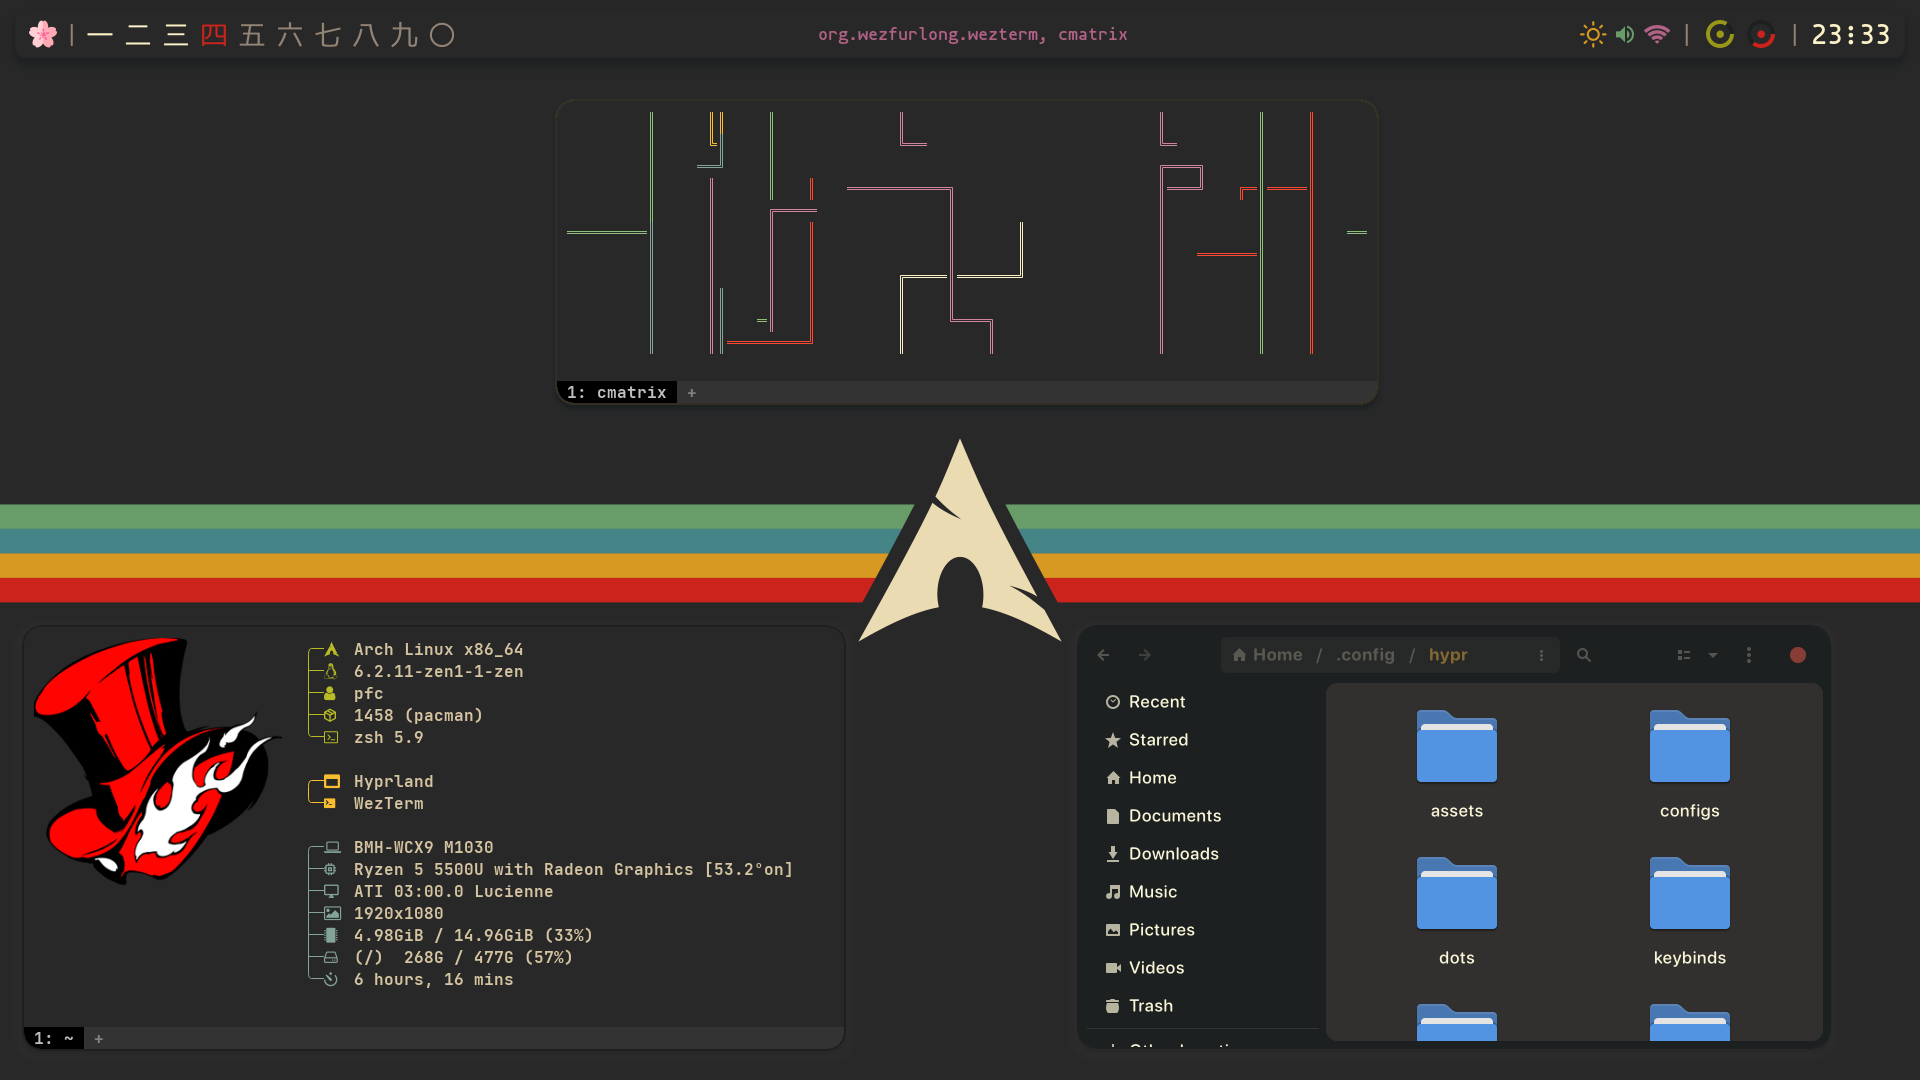 一 二 三 四 五 六 七 八 九 〇
org.wezfurlong.wezterm, cmatrix
23:33
1: cmatrix +
Arch Linux x86_64
6.2.11-zen1-1-zen
pfc
1458 (pacman)
zsh 5.9
Hyprland
WezTerm
BMH-WCX9 M1030
Ryzen 5 5500U with Radeon Graphics [53.2°on]
ATI 03:00.0 Lucienne
1920x1080
4.98GiB / 14.96GiB (33%)
(/) 268G / 477G (57%)
6 hours, 16 mins
1: ~ +
Home / .config / hypr
Recent
Starred
Home
Documents
Downloads
Music
Pictures
Videos
Trash
assets
configs
dots
keybinds